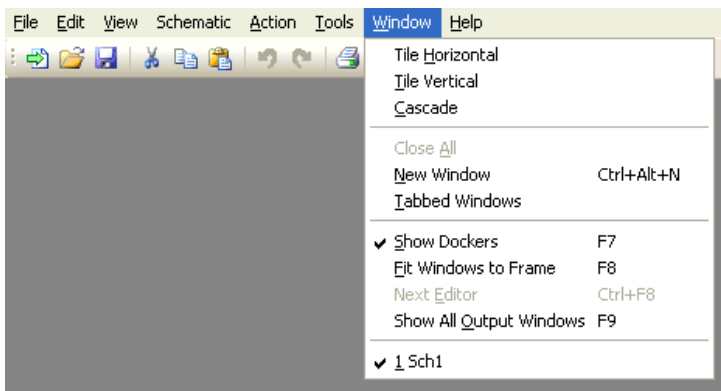 File Edit View Schematic Action Tools Window Help
Tile Horizontal
Tile Vertical
Cascade
Close All
New Window Ctrl+Alt+N
Tabbed Windows
Show Dockers F7
Fit Windows to Frame F8
Next Editor Ctrl+F8
Show All Output Windows F9
1 Sch1